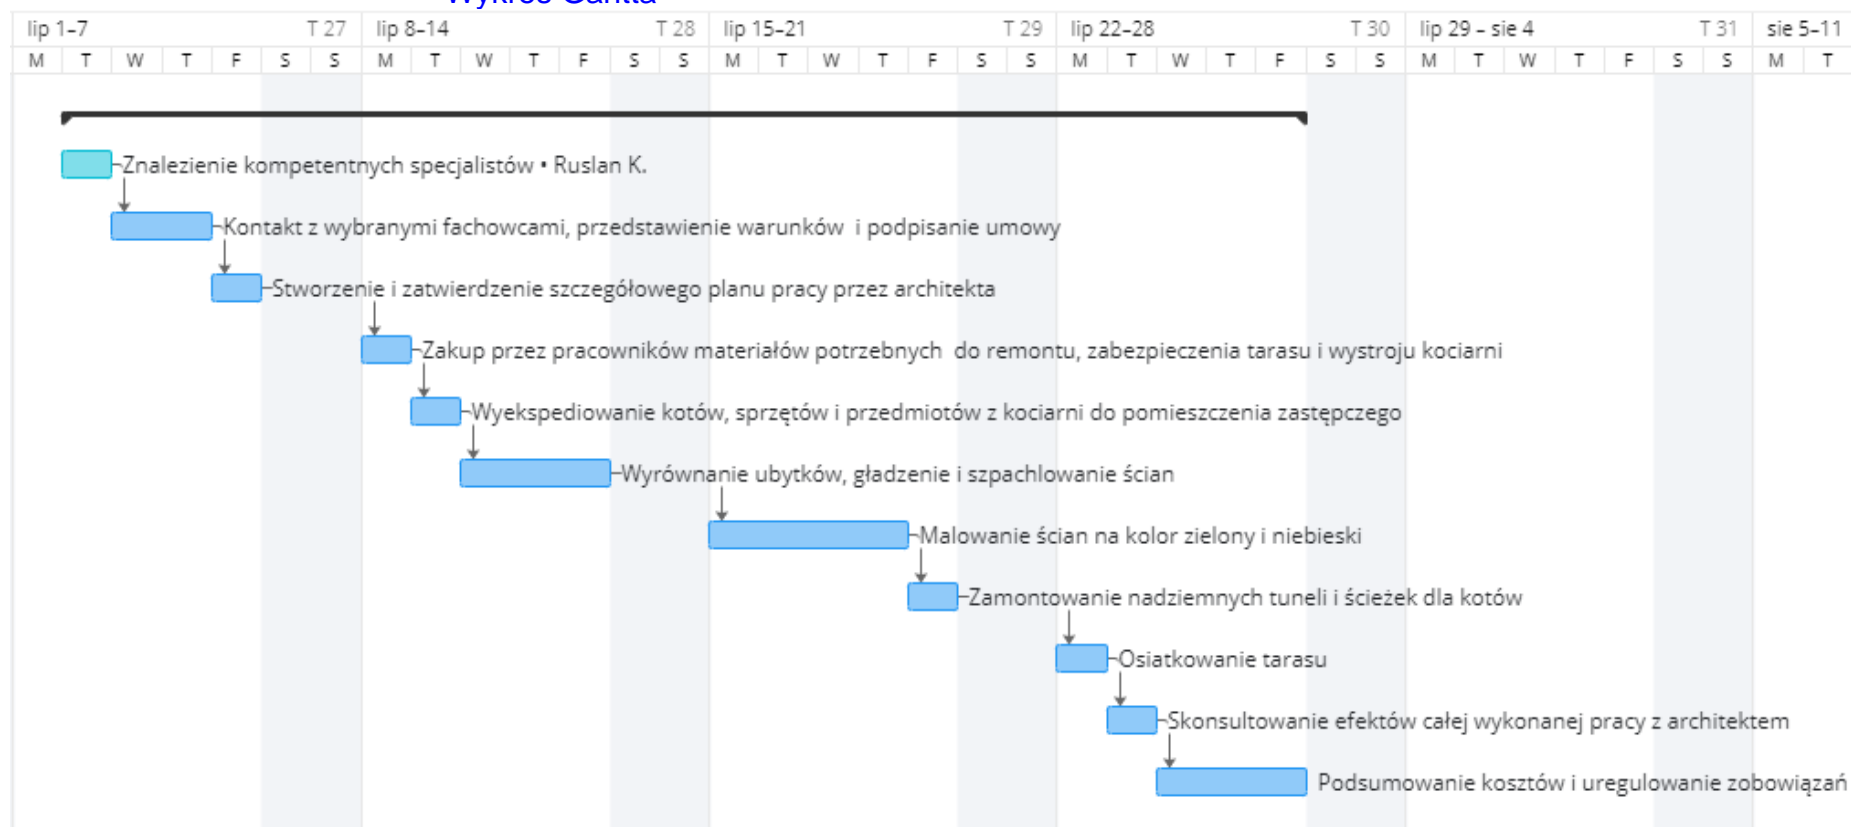 Wykres Gantta
lip 1–7 T 27 lip 8–14 T 28 lip 15–21 T 29 lip 22–28 T 30 lip 29 – sie 4 T 31 sie 5–11
M T W T F S S M T W T F S S M T W T F S S M T W T F S S M T W T F S S M T
Znalezienie kompetentnych specjalistów • Ruslan K.
Kontakt z wybranymi fachowcami, przedstawienie warunków i podpisanie umowy
Stworzenie i zatwierdzenie szczegółowego planu pracy przez architekta
Zakup przez pracowników materiałów potrzebnych do remontu, zabezpieczenia tarasu i wystroju kociarni
Wyekspediowanie kotów, sprzętów i przedmiotów z kociarni do pomieszczenia zastępczego
Wyrównanie ubytków, gładzenie i szpachlowanie ścian
Malowanie ścian na kolor zielony i niebieski
Zamontowanie nadziemnych tuneli i ścieżek dla kotów
Osiatkowanie tarasu
Skonsultowanie efektów całej wykonanej pracy z architektem
Podsumowanie kosztów i uregulowanie zobowiązań